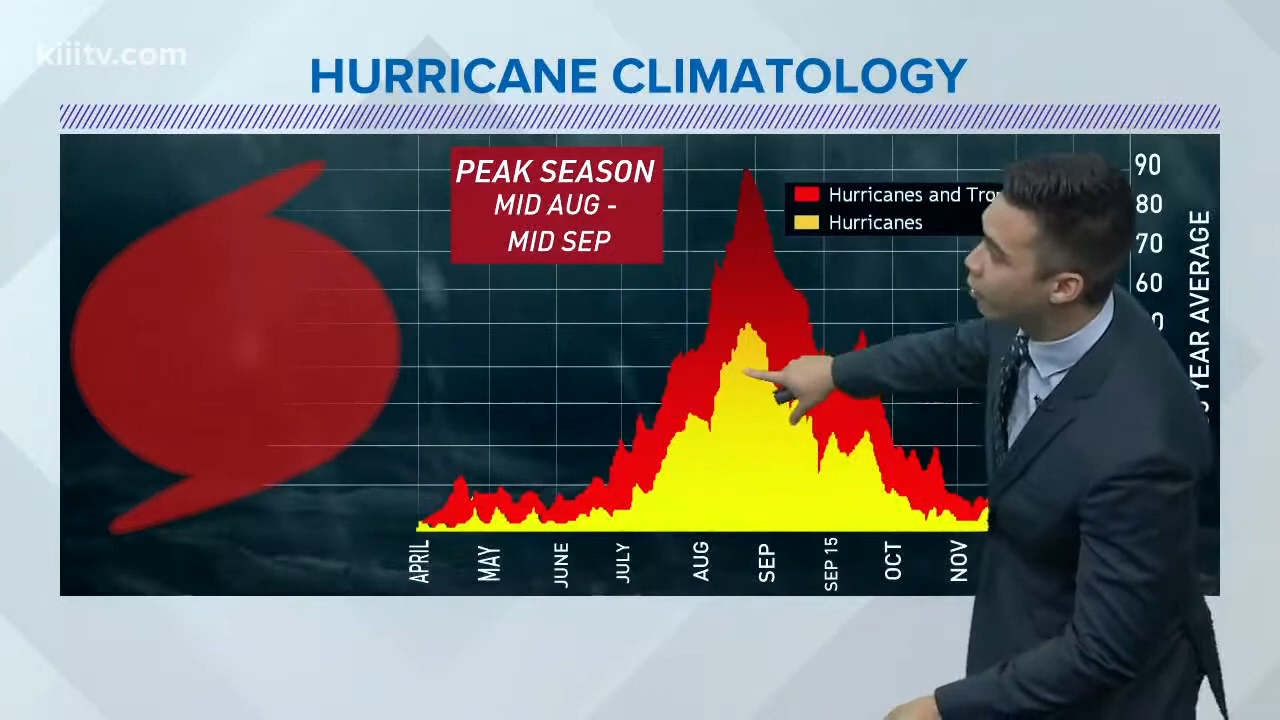 kiiitv.com
HURRICANE CLIMATOLOGY
PEAK SEASON
MID AUG -
MID SEP
Hurricanes and
Hurricanes
90
80
70
60
YEAR AVERAGE
APRIL
MAY
JUNE
JULY
AUG
SEP
SEP 15
OCT
NOV